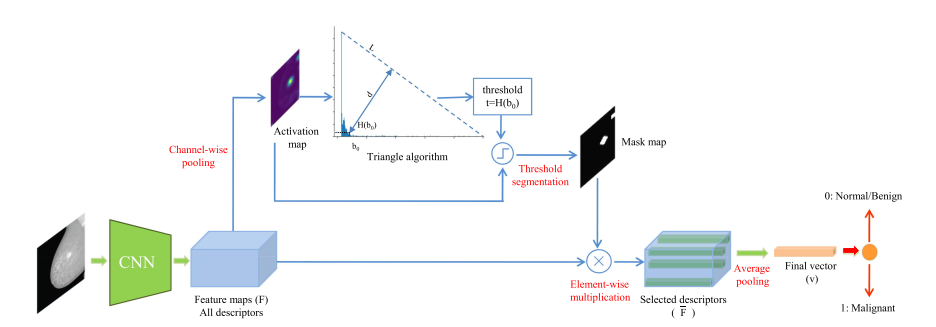 L
d
H(b₀)
b₀
Triangle algorithm
threshold
t=H(b₀)
Activation
map
Channel-wise
pooling
Threshold
segmentation
Mask map
CNN
Feature maps (F)
All descriptors
Element-wise
multiplication
Selected descriptors
( F̅ )
Average
pooling
Final vector
(v)
0: Normal/Benign
1: Malignant